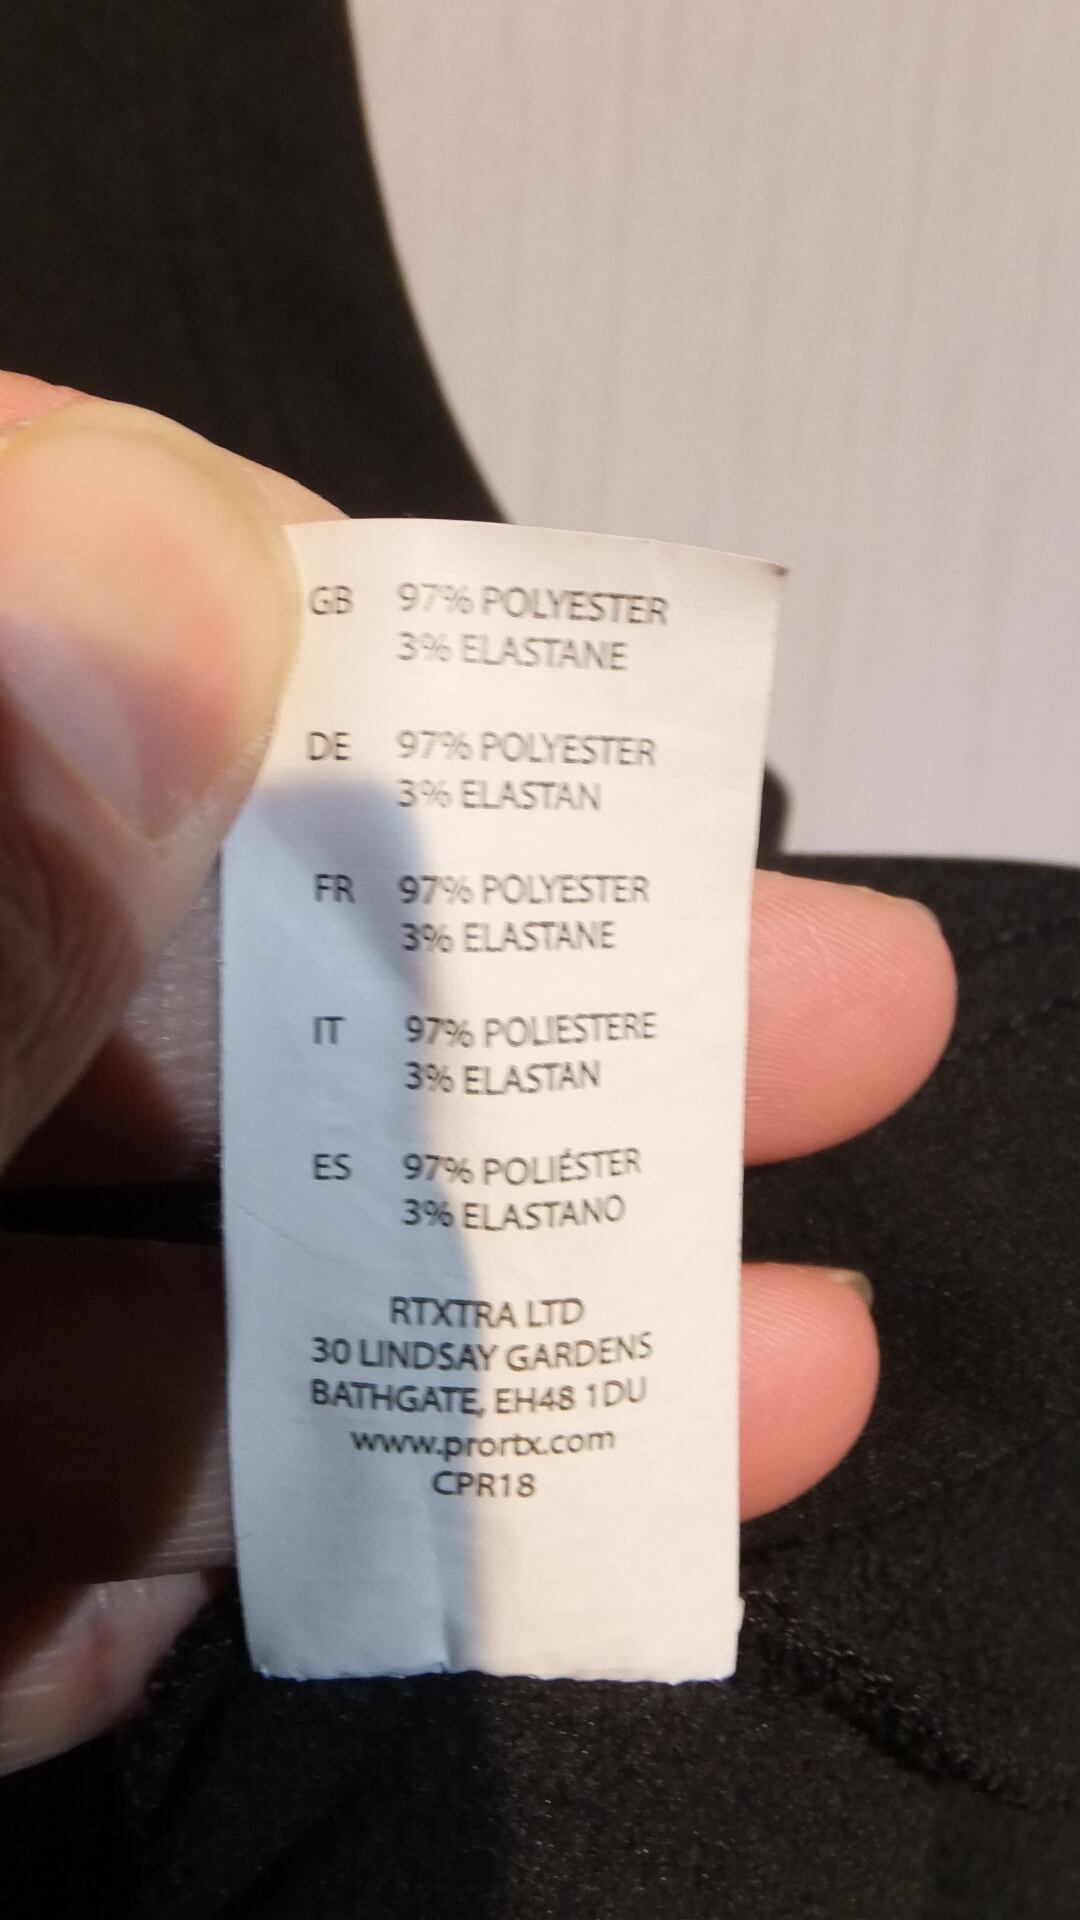 GB 97% POLYESTER
3% ELASTANE
DE 97% POLYESTER
3% ELASTAN
FR 97% POLYESTER
3% ELASTANE
IT 97% POLIESTERE
3% ELASTAN
ES 97% POLIÉSTER
3% ELASTANO
RTXTRA LTD
30 LINDSAY GARDENS
BATHGATE, EH48 1DU
www.prortx.com
CPR18